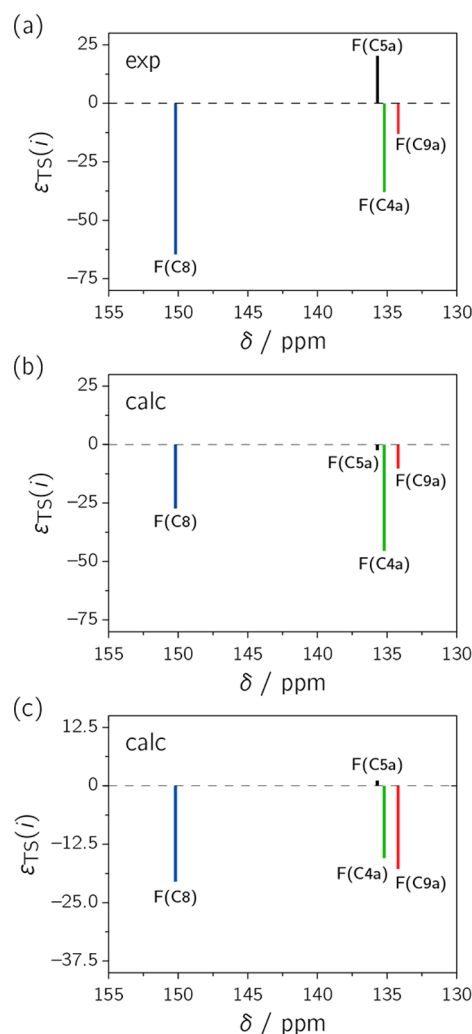 (a)
exp
25
0
−25
−50
−75
εTS(i)
F(C5a)
F(C9a)
F(C4a)
F(C8)
155 150 145 140 135 130
δ / ppm
(b)
calc
25
0
−25
−50
−75
εTS(i)
F(C5a)
F(C9a)
F(C8)
F(C4a)
155 150 145 140 135 130
δ / ppm
(c)
calc
12.5
0
−12.5
−25.0
−37.5
εTS(i)
F(C5a)
F(C4a)
F(C9a)
F(C8)
155 150 145 140 135 130
δ / ppm